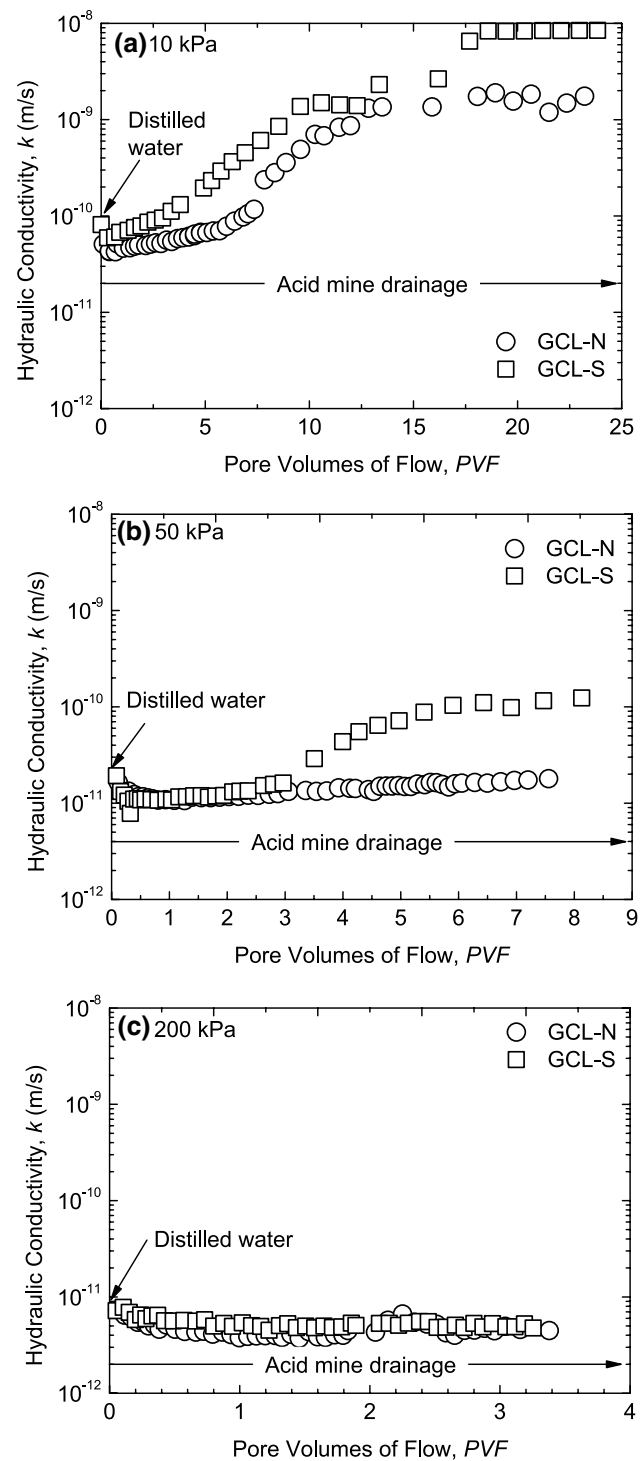 (a) 10 kPa
10⁻⁸
10⁻⁹
10⁻¹⁰
10⁻¹¹
10⁻¹²
Hydraulic Conductivity, k (m/s)
Distilled
water
Acid mine drainage
GCL-N
GCL-S
0 5 10 15 20 25
Pore Volumes of Flow, PVF
(b) 50 kPa
10⁻⁸
10⁻⁹
10⁻¹⁰
10⁻¹¹
10⁻¹²
Hydraulic Conductivity, k (m/s)
GCL-N
GCL-S
Distilled water
Acid mine drainage
0 1 2 3 4 5 6 7 8 9
Pore Volumes of Flow, PVF
(c) 200 kPa
10⁻⁸
10⁻⁹
10⁻¹⁰
10⁻¹¹
10⁻¹²
Hydraulic Conductivity, k (m/s)
GCL-N
GCL-S
Distilled water
Acid mine drainage
0 1 2 3 4
Pore Volumes of Flow, PVF